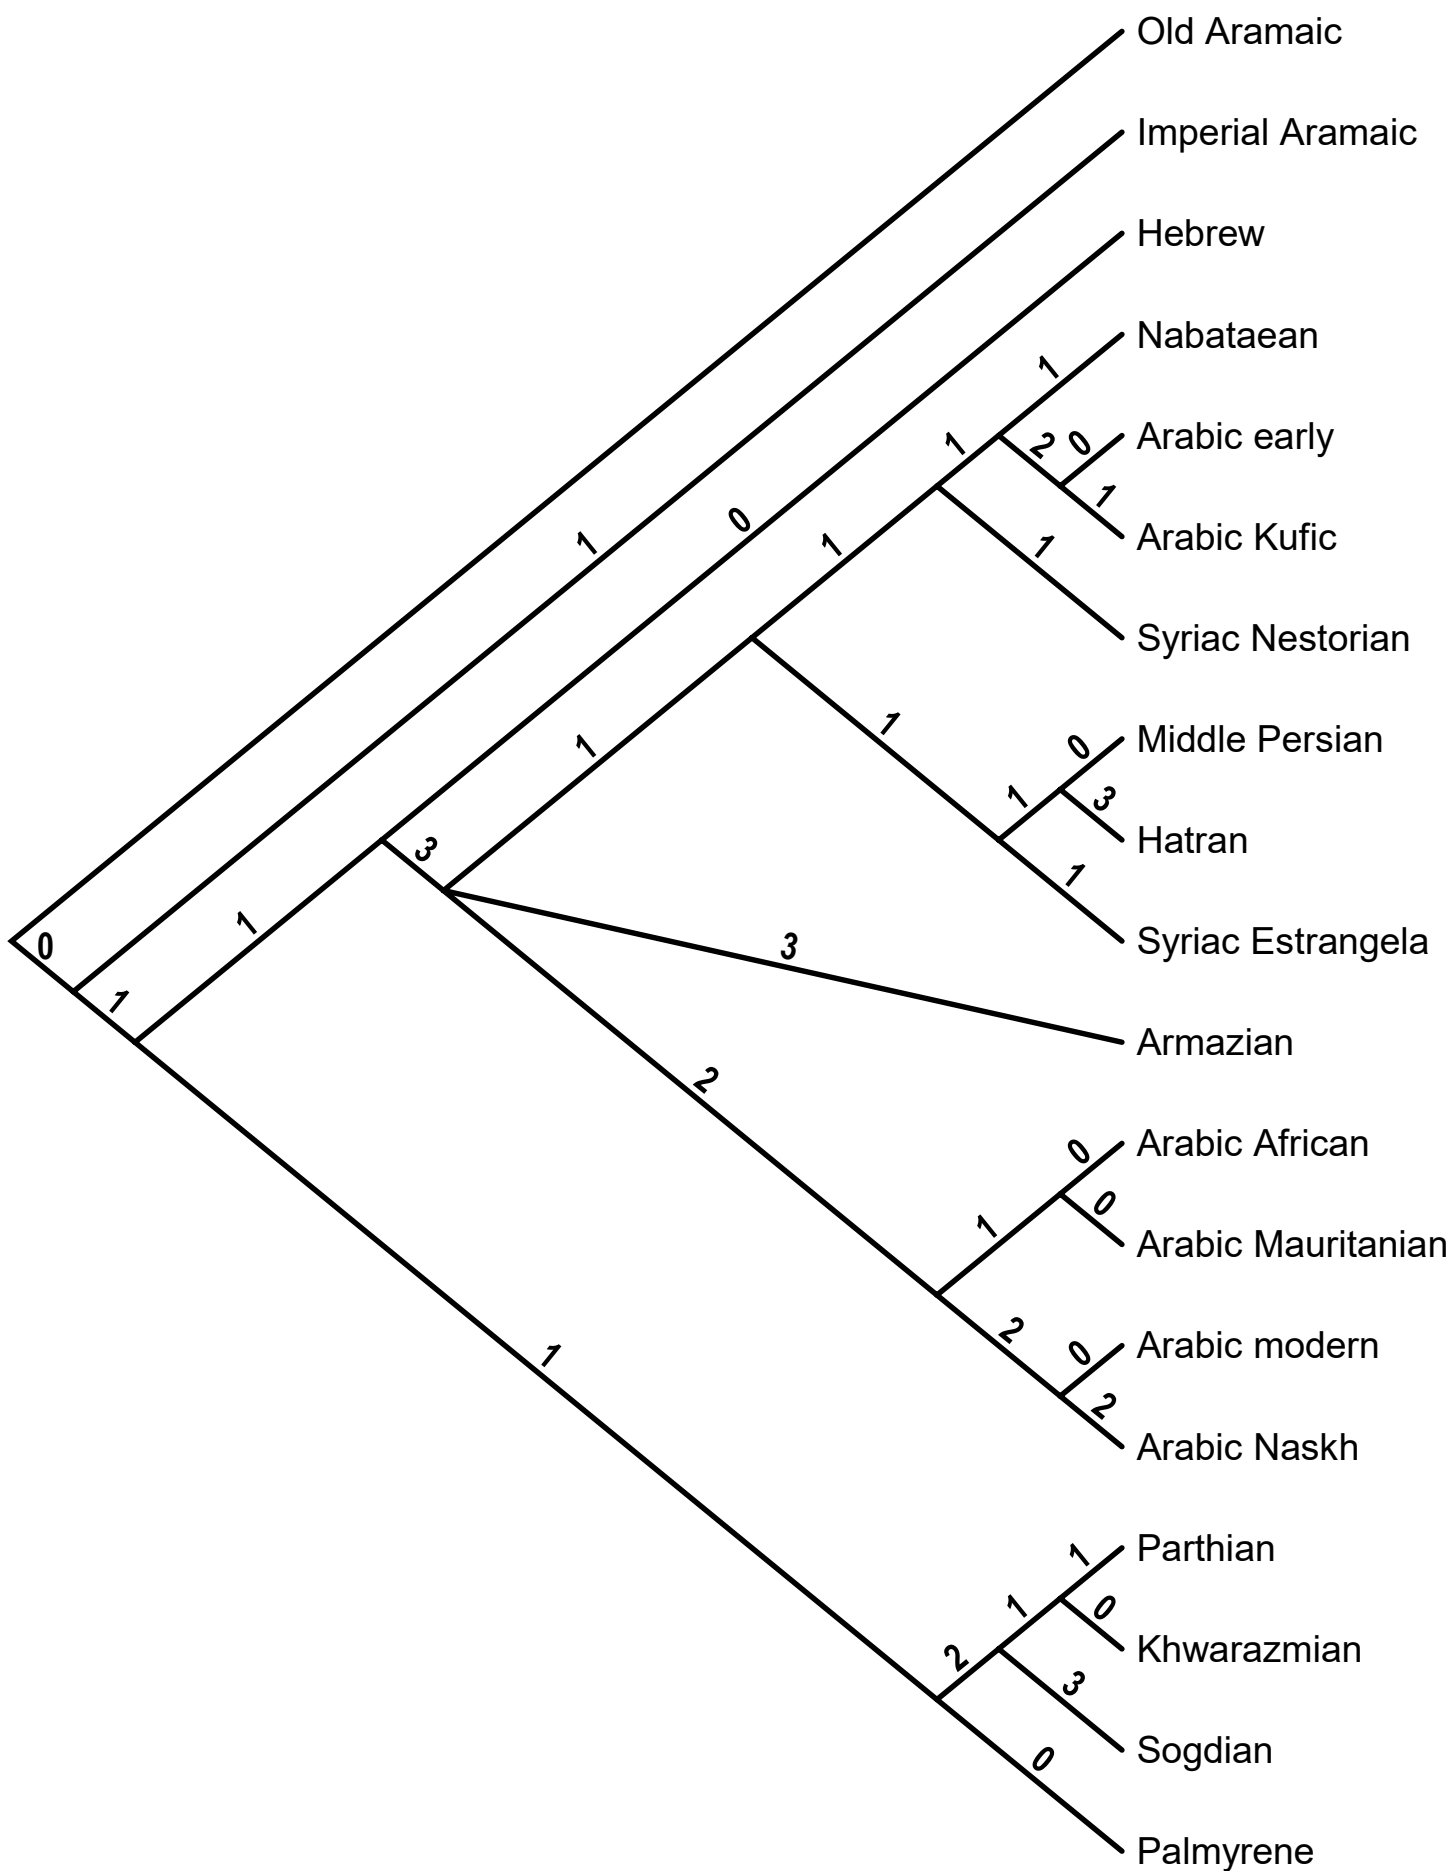 Old Aramaic
Imperial Aramaic
Hebrew
Nabataean
1
Arabic early
1
2
0
Arabic Kufic
1
0
1
1
Syriac Nestorian
1
Middle Persian
1
1
0
Hatran
1
3
3
Syriac Estrangela
1
1
0
3
1
Armazian
2
Arabic African
0
Arabic Mauritanian
0
1
Arabic modern
2
0
1
Arabic Naskh
2
Parthian
1
Khwarazmian
1
0
2
Sogdian
3
0
Palmyrene